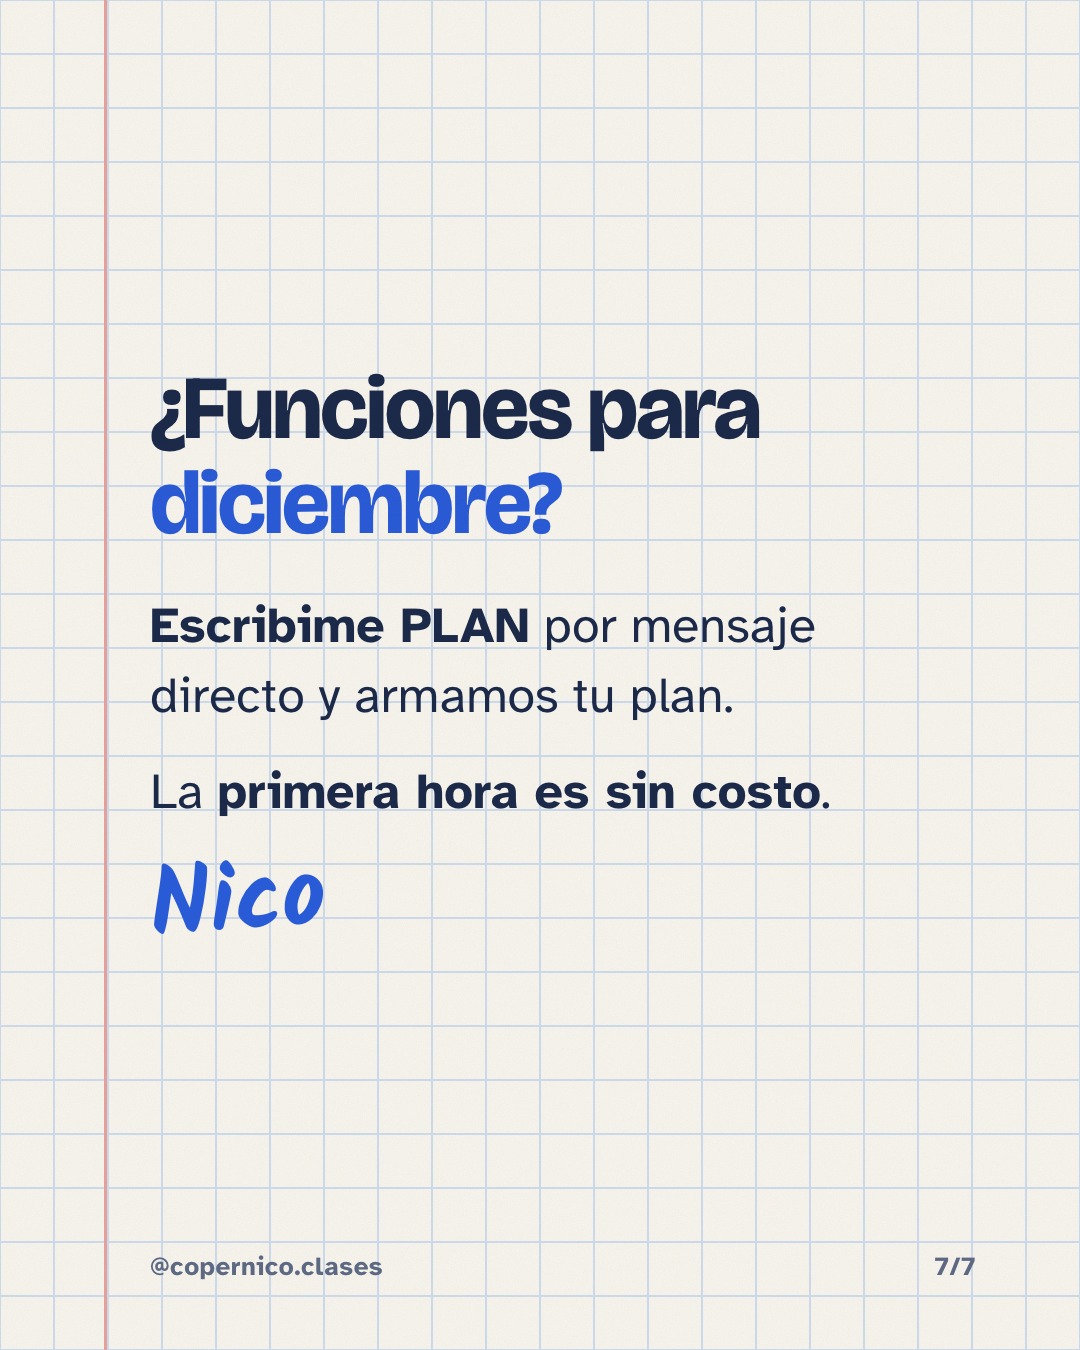 ¿Funciones para
diciembre?
Escribime PLAN por mensaje
directo y armamos tu plan.
La primera hora es sin costo.
Nico
@copernico.clases
7/7